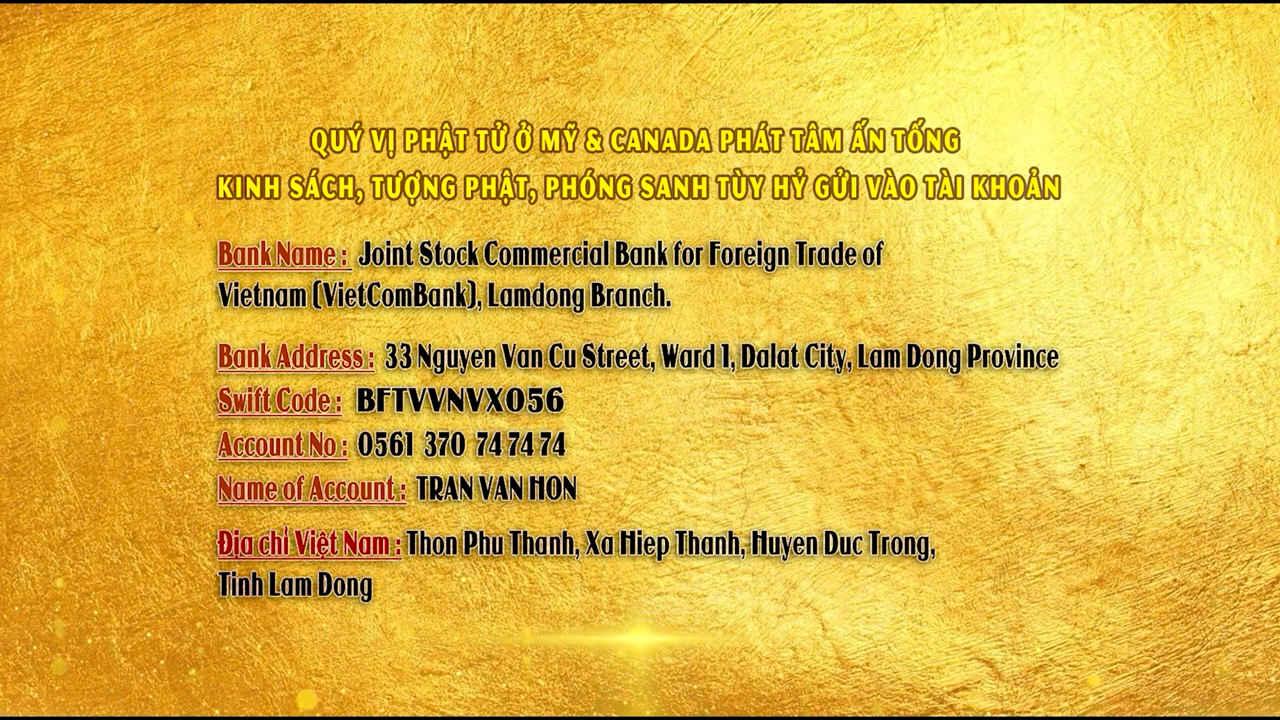 QUÝ VỊ PHẬT TỬ Ở MỸ & CANADA PHÁT TÂM ẤN TỐNG
KINH SÁCH, TƯỢNG PHẬT, PHÓNG SANH TÙY HỶ GỬI VÀO TÀI KHOẢN
Bank Name : Joint Stock Commercial Bank for Foreign Trade of
Vietnam (VietComBank), Lamdong Branch.
Bank Address : 33 Nguyen Van Cu Street, Ward 1, Dalat City, Lam Dong Province
Swift Code : BFTVVNVX056
Account No : 0561 370 74 74 74
Name of Account : TRAN VAN HON
Địa chỉ Việt Nam : Thon Phu Thanh, Xa Hiep Thanh, Huyen Duc Trong,
Tinh Lam Dong